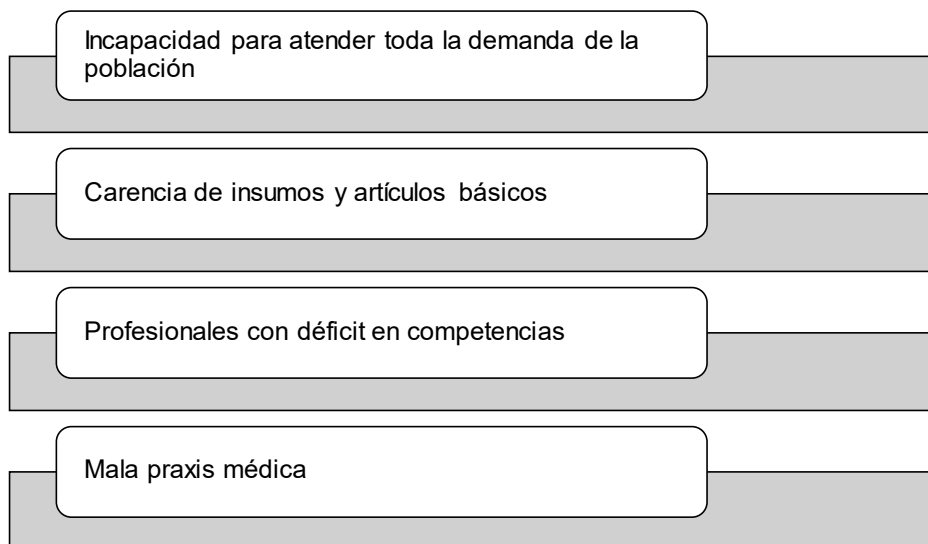 Incapacidad para atender toda la demanda de la
población
Carencia de insumos y artículos básicos
Profesionales con déficit en competencias
Mala praxis médica